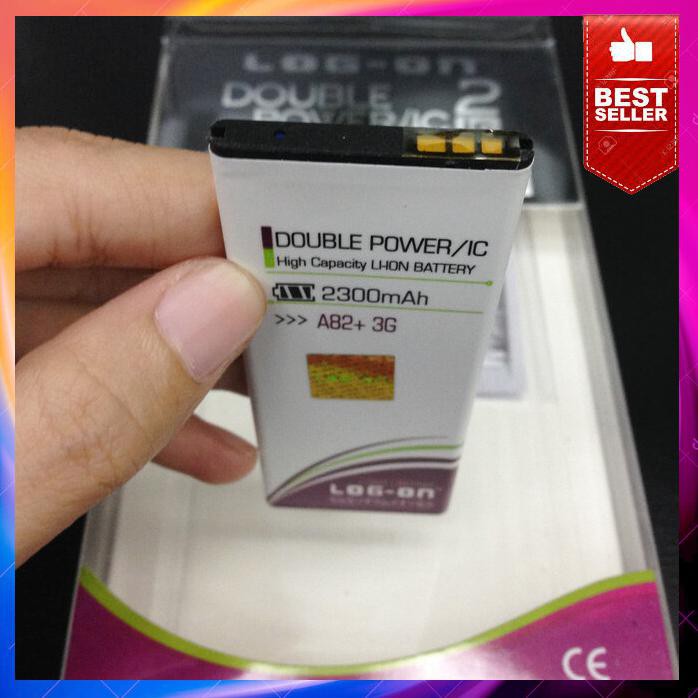 LOG-ON
DOUBLE 2
POWER/IC
BEST
SELLER
DOUBLE POWER/IC
High Capacity LI-ION BATTERY
2300mAh
>>> A82+ 3G
LOG-ON
CE